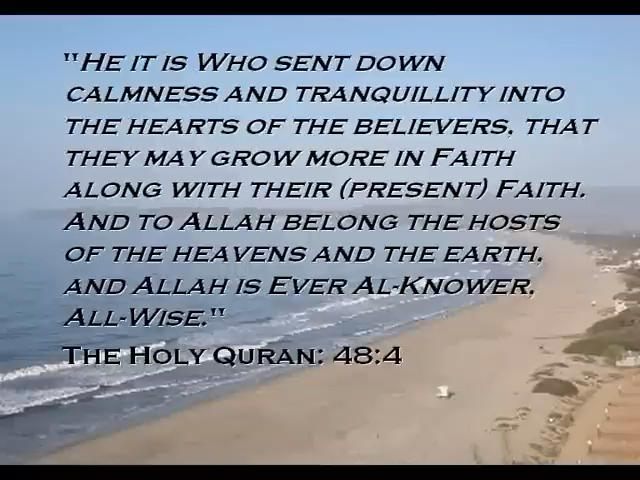 "He it is Who sent down
calmness and tranquillity into
the hearts of the believers, that
they may grow more in Faith
along with their (present) Faith.
And to Allah belong the hosts
of the heavens and the earth,
and Allah is Ever Al-Knower,
All-Wise."
The Holy Quran: 48:4